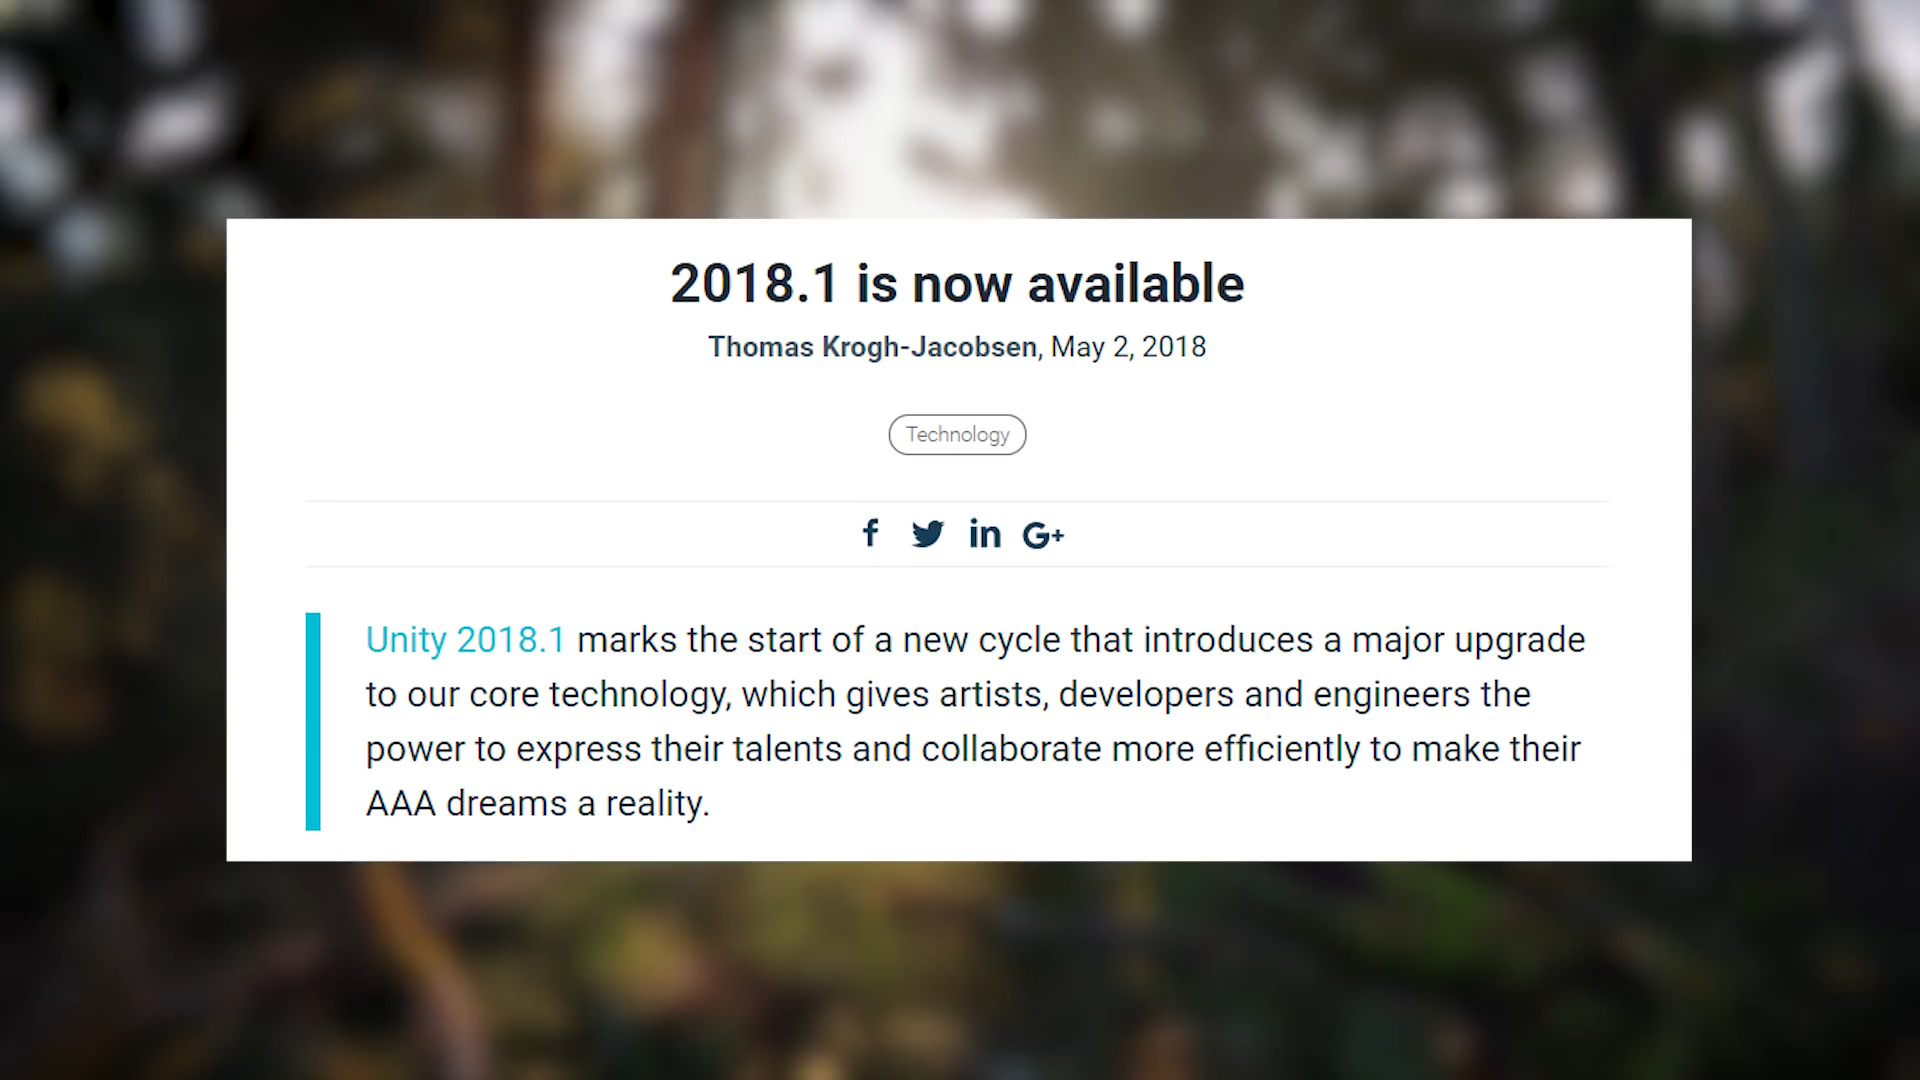 2018.1 is now available
Thomas Krogh-Jacobsen, May 2, 2018
Technology
f in G+
Unity 2018.1 marks the start of a new cycle that introduces a major upgrade
to our core technology, which gives artists, developers and engineers the
power to express their talents and collaborate more efficiently to make their
AAA dreams a reality.